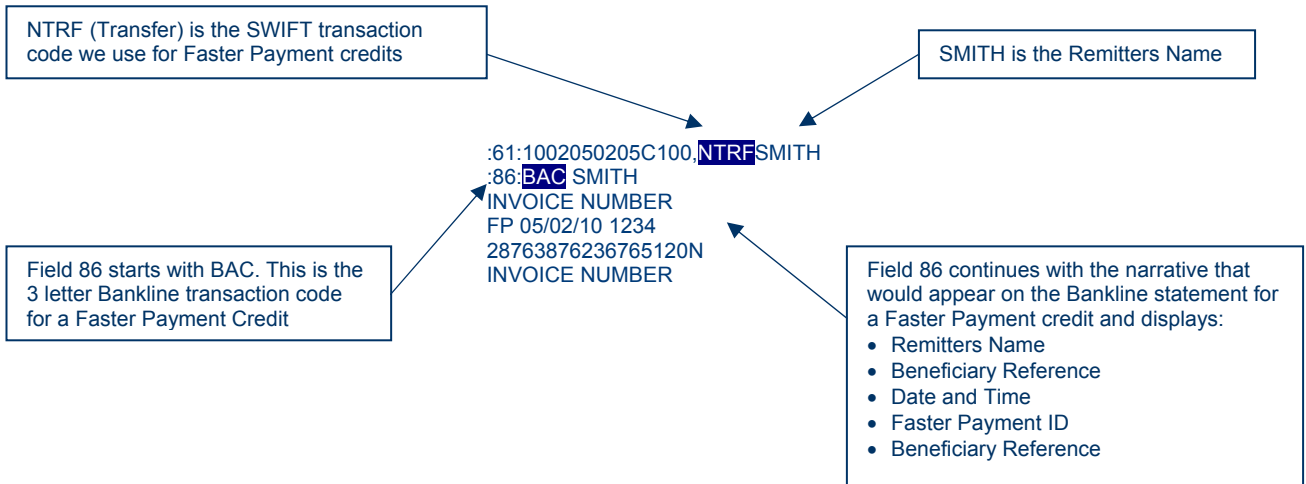 NTRF (Transfer) is the SWIFT transaction
code we use for Faster Payment credits
SMITH is the Remitters Name
:61:1002050205C100,NTRFSMITH
:86:BAC SMITH
INVOICE NUMBER
FP 05/02/10 1234
28763876236765120N
INVOICE NUMBER
Field 86 starts with BAC. This is the
3 letter Bankline transaction code
for a Faster Payment Credit
Field 86 continues with the narrative that
would appear on the Bankline statement for
a Faster Payment credit and displays:
• Remitters Name
• Beneficiary Reference
• Date and Time
• Faster Payment ID
• Beneficiary Reference